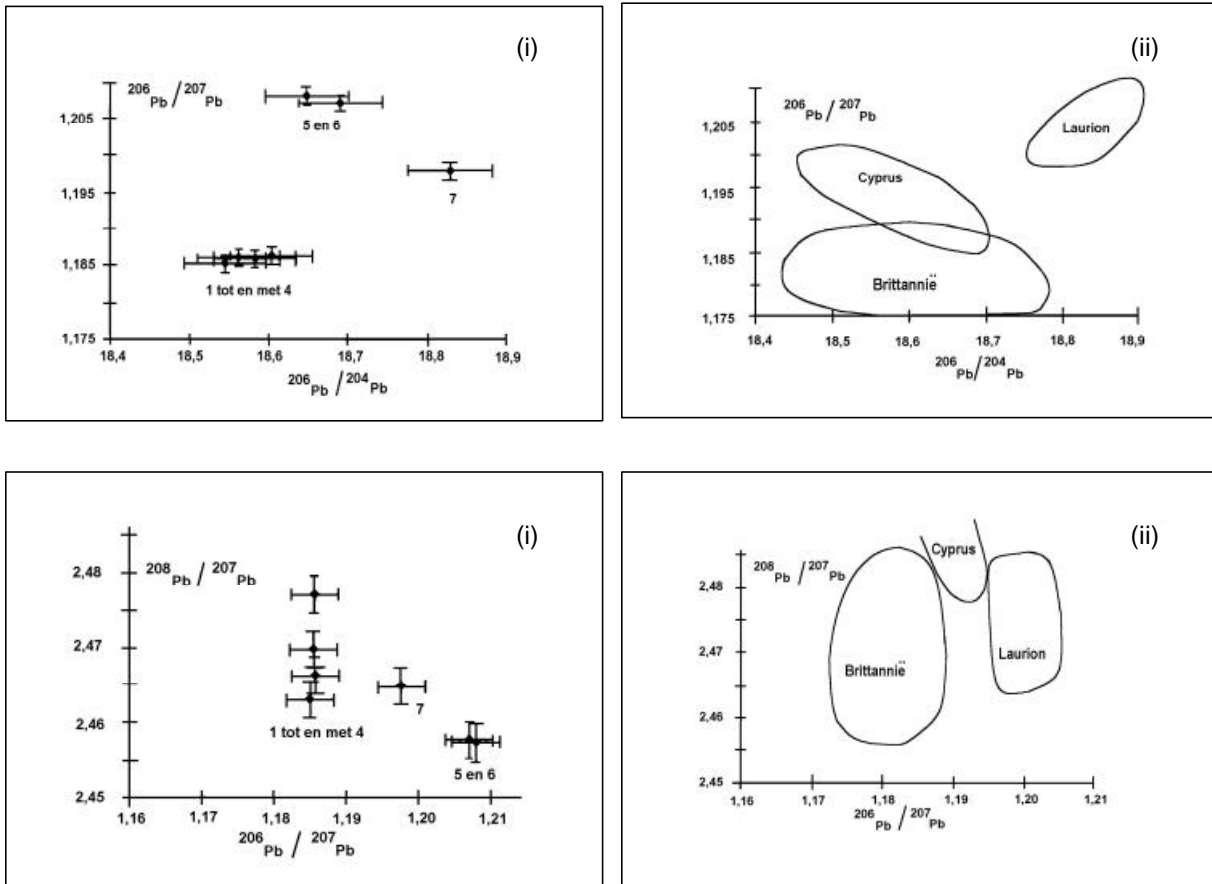 (i)
²⁰⁶Pb / ²⁰⁷Pb
1,205
1,195
1,185
1,175
5 en 6
7
1 tot en met 4
18,4 18,5 18,6 18,7 18,8 18,9
²⁰⁶Pb / ²⁰⁴Pb
(ii)
²⁰⁶Pb / ²⁰⁷Pb
1,205
1,195
1,185
1,175
Laurion
Cyprus
Brittannië
18,4 18,5 18,6 18,7 18,8 18,9
²⁰⁶Pb / ²⁰⁴Pb
(i)
²⁰⁸Pb / ²⁰⁷Pb
2,48
2,47
2,46
2,45
7
1 tot en met 4
5 en 6
1,16 1,17 1,18 1,19 1,20 1,21
²⁰⁶Pb / ²⁰⁷Pb
(ii)
Cyprus
²⁰⁸Pb / ²⁰⁷Pb
2,48
2,47
2,46
2,45
Brittannië
Laurion
1,16 1,17 1,18 1,19 1,20 1,21
²⁰⁶Pb / ²⁰⁷Pb